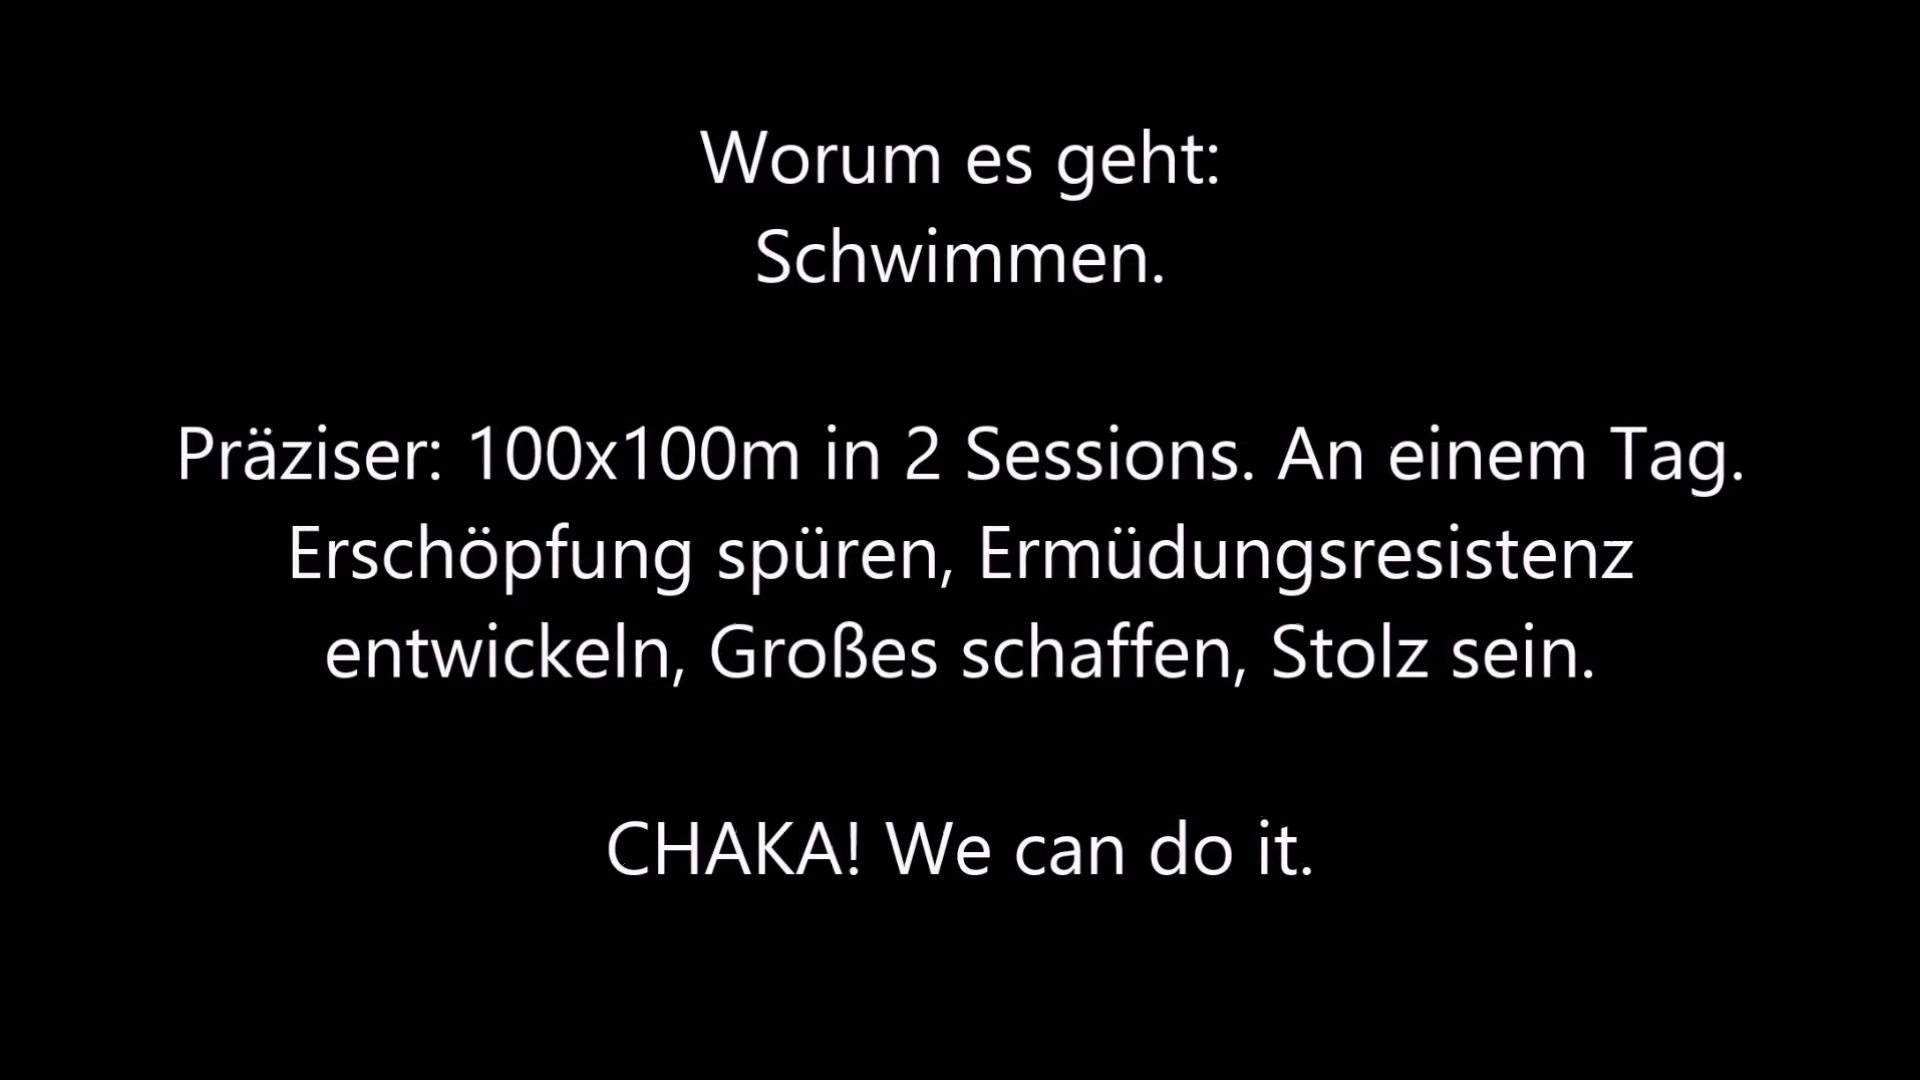 Worum es geht:
Schwimmen.
Präziser: 100x100m in 2 Sessions. An einem Tag.
Erschöpfung spüren, Ermüdungsresistenz
entwickeln, Großes schaffen, Stolz sein.
CHAKA! We can do it.